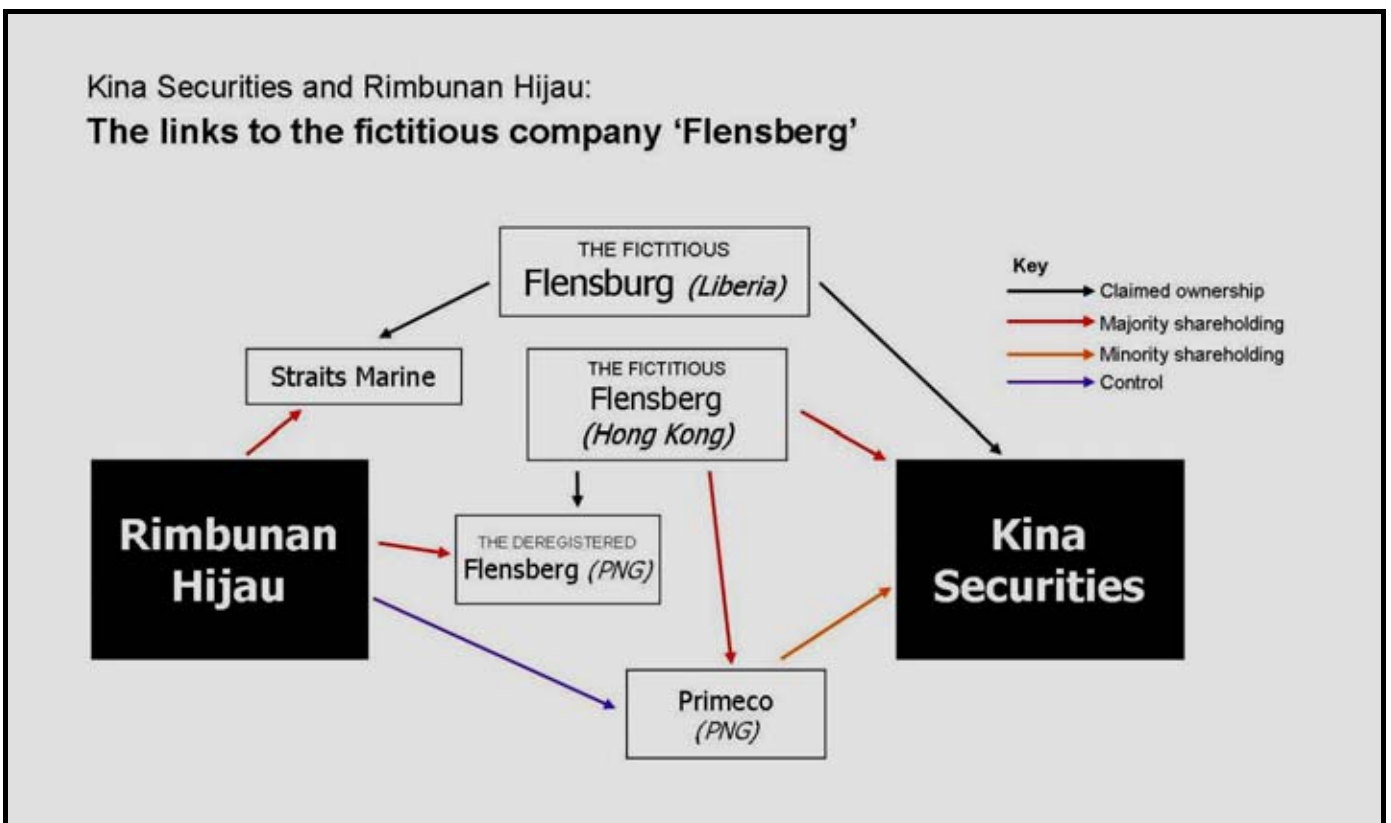 Kina Securities and Rimbunan Hijau:
The links to the fictitious company ‘Flensberg’
THE FICTITIOUS
Flensburg (Liberia)
Key
Claimed ownership
Majority shareholding
Minority shareholding
Control
Straits Marine
THE FICTITIOUS
Flensberg
(Hong Kong)
Rimbunan
Hijau
THE DEREGISTERED
Flensberg (PNG)
Kina
Securities
Primeco
(PNG)